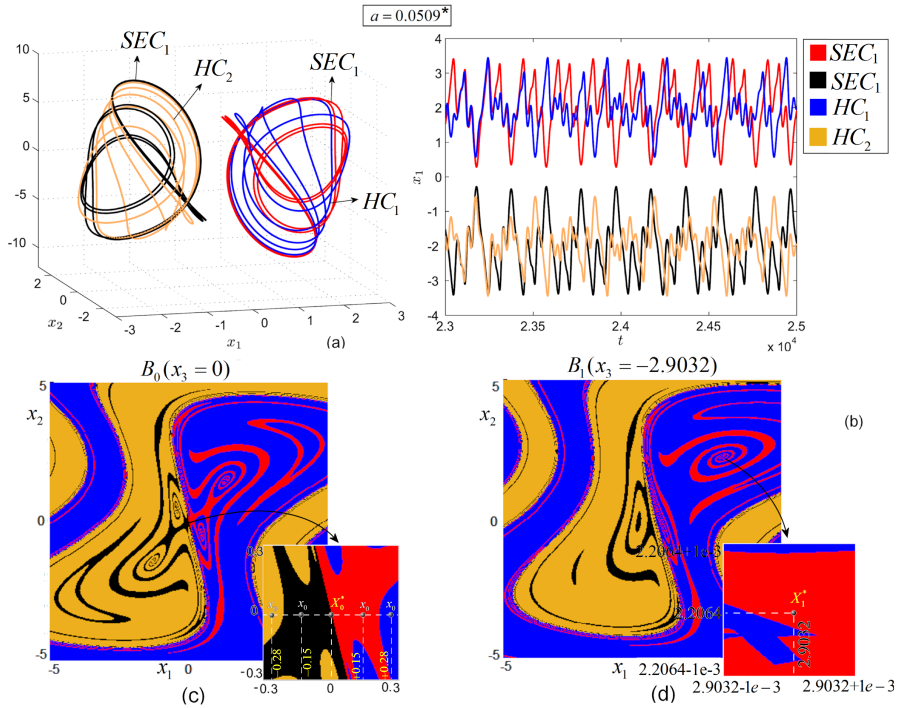 a = 0.0509*
SEC₁
HC₂
SEC₁
HC₁
10
5
0
-5
-10
2
0
-2
x₂
-3
-2
-1
0
1
2
3
x₁
(a)
4
3
2
1
0
-1
-2
-3
-4
x₁
2.3
2.35
2.4
2.45
2.5
t
x 10⁴
SEC₁
SEC₁
HC₁
HC₂
(b)
B₀(x₃ = 0)
5
x₂
0
-5
x₁
0
0.3
0
-0.3
x₀
x₀
X₀*
x₀
x₀
-0.28
-0.15
+0.15
+0.28
-0.3
0
0.3
(c)
B₁(x₃ = −2.9032)
5
x₂
0
-5
-5
x₁
2.2064+1e-3
2.2064
2.2064-1e-3
X₁*
2.9032
2.9032-1e-3
2.9032+1e-3
(d)